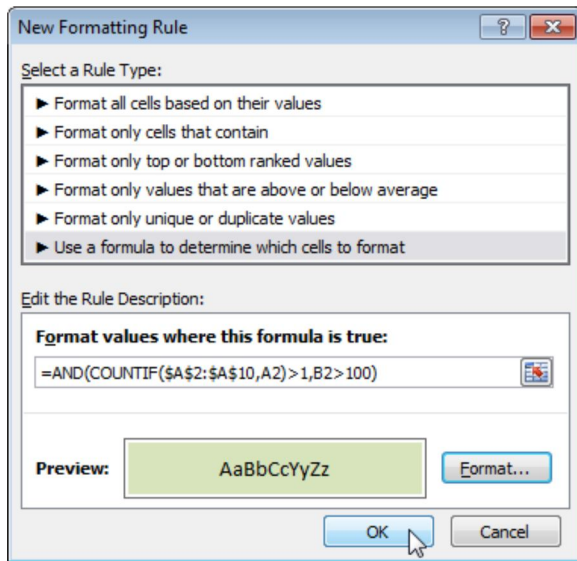 New Formatting Rule
Select a Rule Type:
► Format all cells based on their values
► Format only cells that contain
► Format only top or bottom ranked values
► Format only values that are above or below average
► Format only unique or duplicate values
► Use a formula to determine which cells to format
Edit the Rule Description:
Format values where this formula is true:
=AND(COUNTIF($A$2:$A$10,A2)>1,B2>100)
Preview: AaBbCcYyZz Format...
OK Cancel